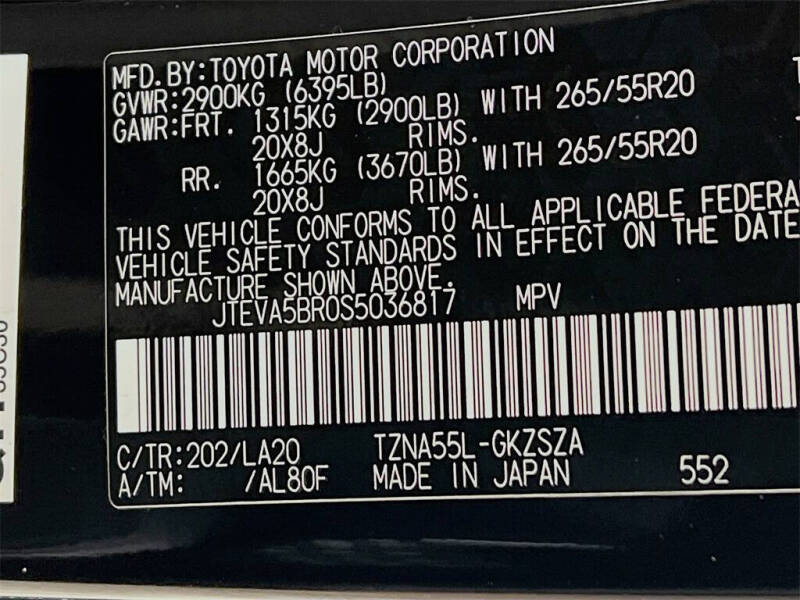 MFD.BY:TOYOTA MOTOR CORPORATION
GVWR:2900KG (6395LB)
GAWR:FRT. 1315KG (2900LB) WITH 265/55R20
20X8J RIMS.
RR. 1665KG (3670LB) WITH 265/55R20
20X8J RIMS.
THIS VEHICLE CONFORMS TO ALL APPLICABLE FEDERA
VEHICLE SAFETY STANDARDS IN EFFECT ON THE DATE
MANUFACTURE SHOWN ABOVE.
JTEVA5BR0S5036817 MPV
C/TR:202/LA20 TZNA55L-GKZSZA
A/TM: /AL80F MADE IN JAPAN 552